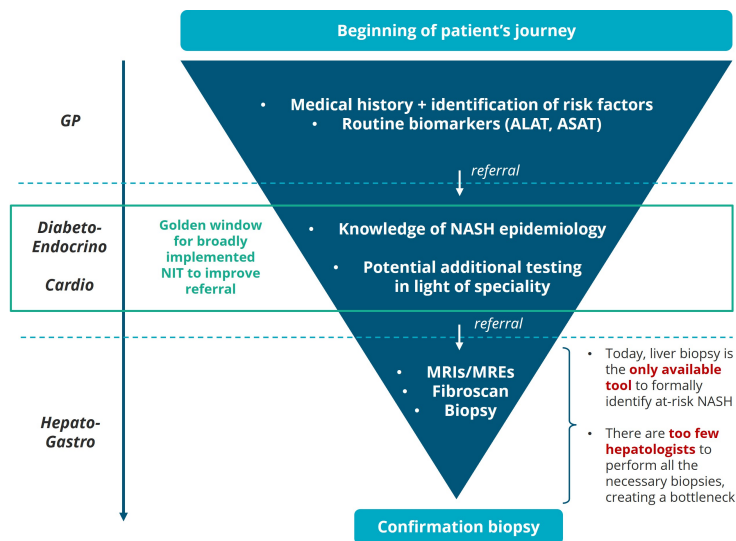 Beginning of patient's journey
GP
• Medical history + identification of risk factors
• Routine biomarkers (ALAT, ASAT)
referral
Diabeto-
Endocrino
Cardio
Golden window
for broadly
implemented
NIT to improve
referral
• Knowledge of NASH epidemiology
• Potential additional testing
in light of speciality
referral
Hepato-
Gastro
• MRIs/MREs
• Fibroscan
• Biopsy
• Today, liver biopsy is
the only available
tool to formally
identify at-risk NASH
• There are too few
hepatologists to
perform all the
necessary biopsies,
creating a bottleneck
Confirmation biopsy